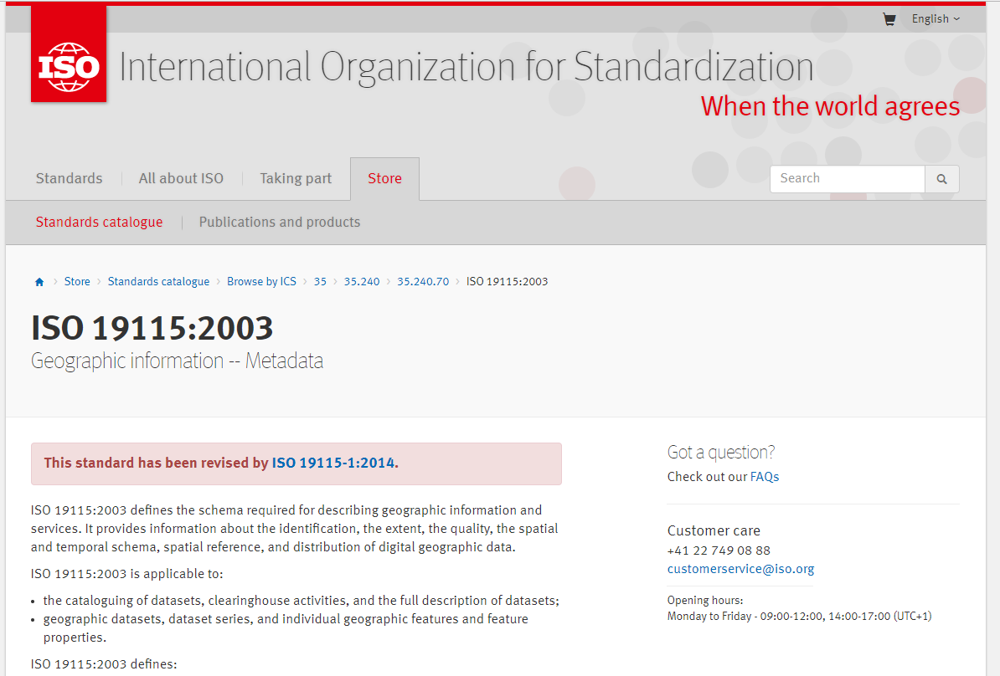 English
ISO
International Organization for Standardization
When the world agrees
Standards
All about ISO
Taking part
Store
Search
Standards catalogue
Publications and products
Store > Standards catalogue > Browse by ICS > 35 > 35.240 > 35.240.70 > ISO 19115:2003
ISO 19115:2003
Geographic information -- Metadata
This standard has been revised by ISO 19115-1:2014.
ISO 19115:2003 defines the schema required for describing geographic information and
services. It provides information about the identification, the extent, the quality, the spatial
and temporal schema, spatial reference, and distribution of digital geographic data.
ISO 19115:2003 is applicable to:
• the cataloguing of datasets, clearinghouse activities, and the full description of datasets;
• geographic datasets, dataset series, and individual geographic features and feature
properties.
ISO 19115:2003 defines:
Got a question?
Check out our FAQs
Customer care
+41 22 749 08 88
customerservice@iso.org
Opening hours:
Monday to Friday - 09:00-12:00, 14:00-17:00 (UTC+1)